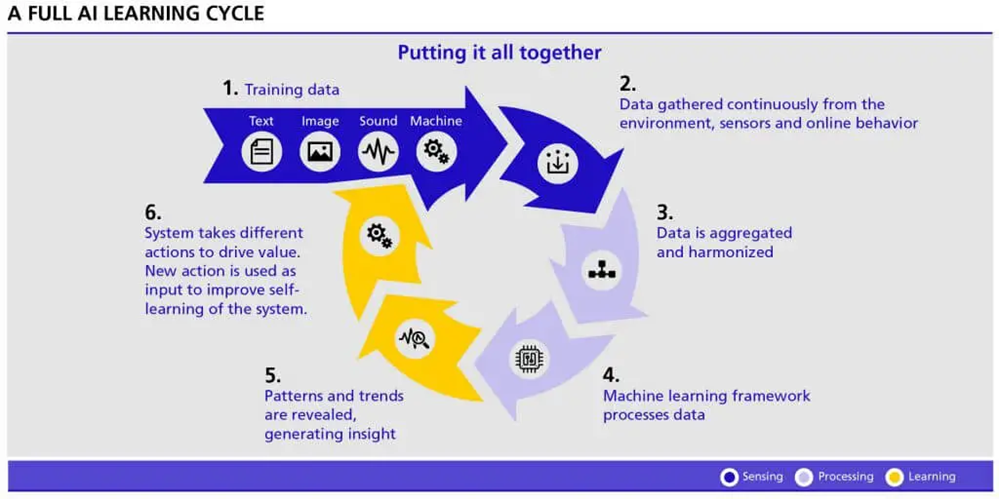 A FULL AI LEARNING CYCLE
Putting it all together
1. Training data
Text
Image
Sound
Machine
2.
Data gathered continuously from the
environment, sensors and online behavior
3.
Data is aggregated
and harmonized
4.
Machine learning framework
processes data
5.
Patterns and trends
are revealed,
generating insight
6.
System takes different
actions to drive value.
New action is used as
input to improve self-
learning of the system.
Sensing
Processing
Learning